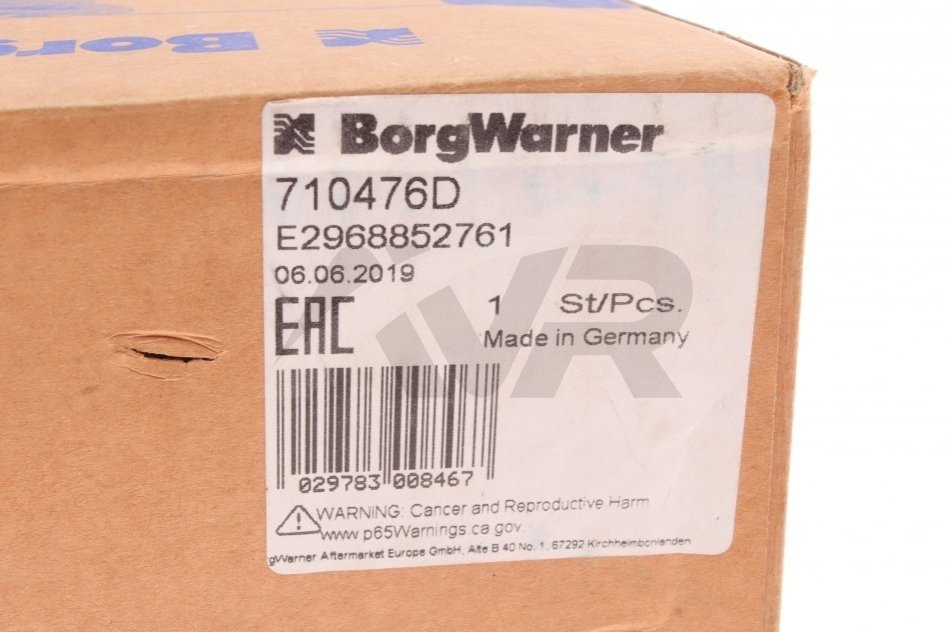 Bors
BorgWarner
710476D
E2968852761
06.06.2019
EAC 1 St/Pcs.
Made in Germany
029783 008467
WARNING: Cancer and Reproductive Harm
www.p65Warnings.ca.gov.
gWarner Aftermarket Europe GmbH, Alte B 40 No. 1, 67292 Kirchheimbolanden